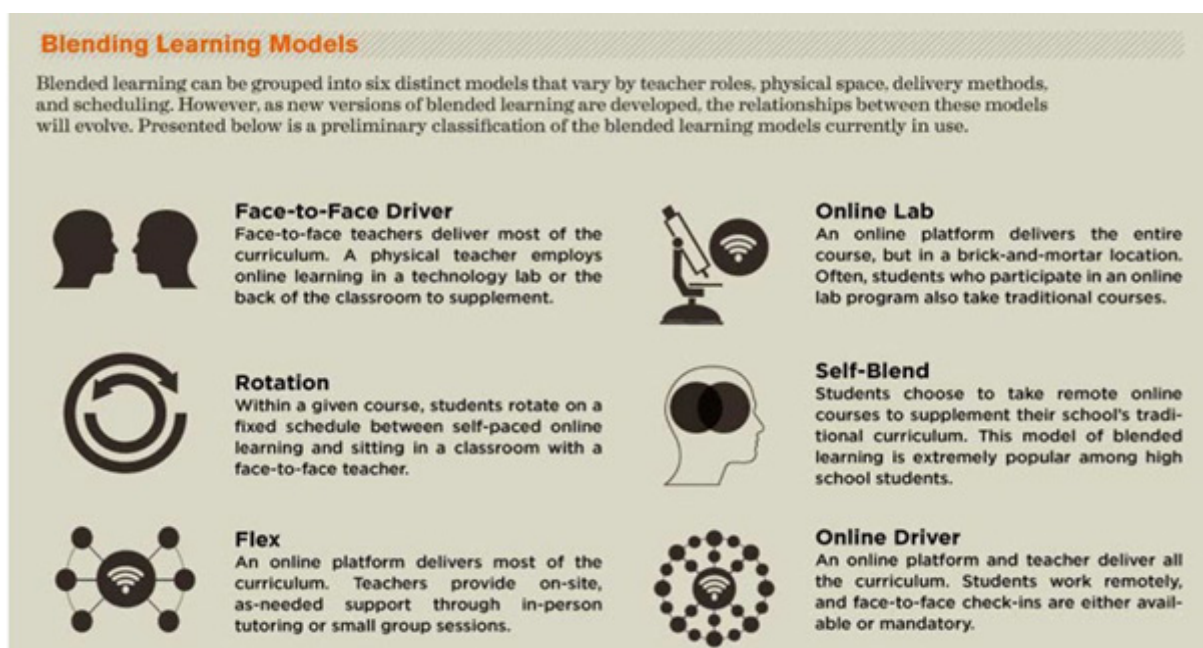 Blending Learning Models
Blended learning can be grouped into six distinct models that vary by teacher roles, physical space, delivery methods,
and scheduling. However, as new versions of blended learning are developed, the relationships between these models
will evolve. Presented below is a preliminary classification of the blended learning models currently in use.
Face-to-Face Driver
Face-to-face teachers deliver most of the
curriculum. A physical teacher employs
online learning in a technology lab or the
back of the classroom to supplement.
Rotation
Within a given course, students rotate on a
fixed schedule between self-paced online
learning and sitting in a classroom with a
face-to-face teacher.
Flex
An online platform delivers most of the
curriculum. Teachers provide on-site,
as-needed support through in-person
tutoring or small group sessions.
Online Lab
An online platform delivers the entire
course, but in a brick-and-mortar location.
Often, students who participate in an online
lab program also take traditional courses.
Self-Blend
Students choose to take remote online
courses to supplement their school's tradi-
tional curriculum. This model of blended
learning is extremely popular among high
school students.
Online Driver
An online platform and teacher deliver all
the curriculum. Students work remotely,
and face-to-face check-ins are either avail-
able or mandatory.